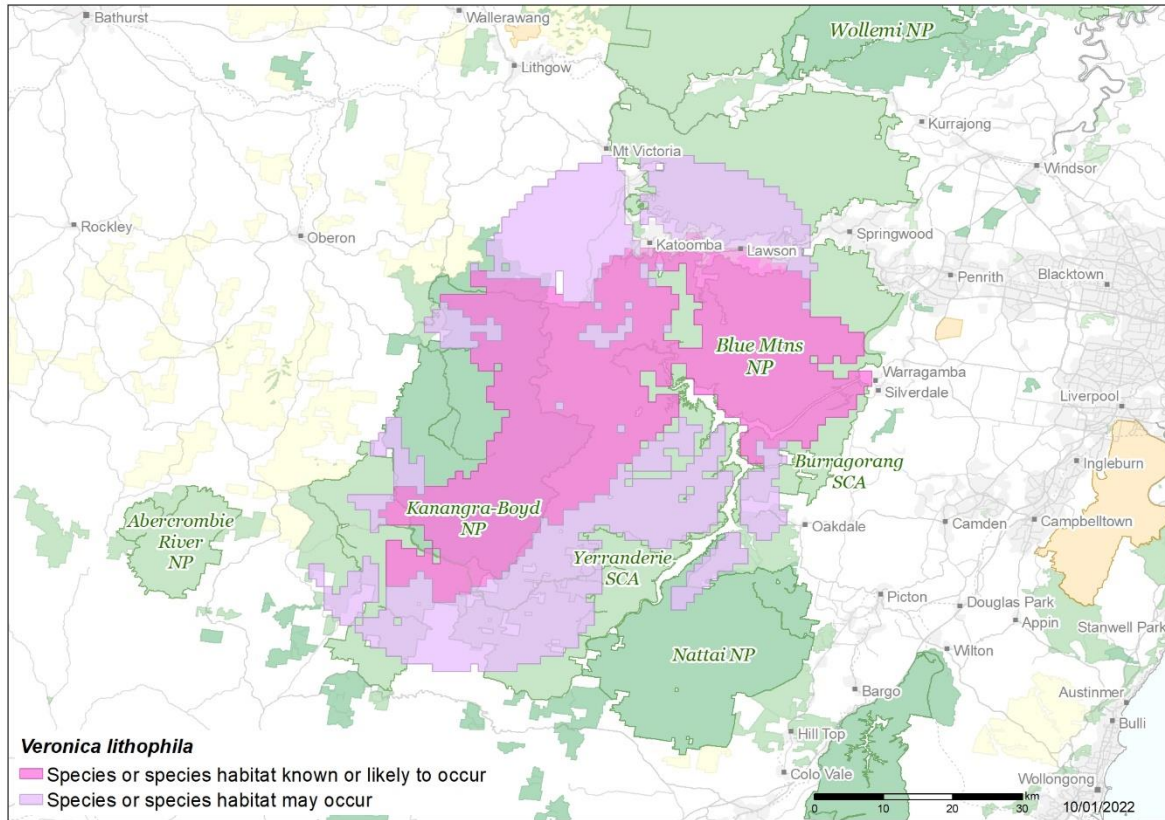 Bathurst
Wallerawang
Wollemi NP
Lithgow
Kurrajong
Mt Victoria
Windsor
Rockley
Oberon
Katoomba
Lawson
Springwood
Penrith
Blacktown
Blue Mtns
NP
Warragamba
Silverdale
Liverpool
Burragorang
SCA
Ingleburn
Kanangra-Boyd
NP
Abercrombie
River
NP
Oakdale
Camden
Campbelltown
Yerranderie
SCA
Picton
Douglas Park
Appin
Stanwell Park
Nattai NP
Wilton
Bargo
Austinmer
Bulli
Hill Top
Colo Vale
Wollongong
Veronica lithophila
Species or species habitat known or likely to occur
Species or species habitat may occur
km
0 10 20 30
10/01/2022